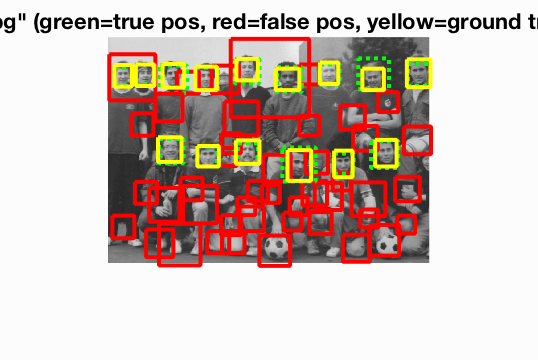 og" (green=true pos, red=false pos, yellow=ground tr